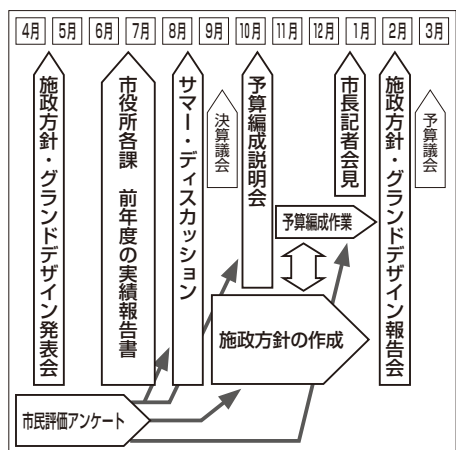 4月 5月 6月 7月 8月 9月 10月 11月 12月 1月 2月 3月
施政方針・グランドデザイン発表会
市役所各課 前年度の実績報告書
サマー・ディスカッション
決算議会
予算編成説明会
市長記者会見
施政方針・グランドデザイン報告会
予算議会
予算編成作業
施政方針の作成
市民評価アンケート